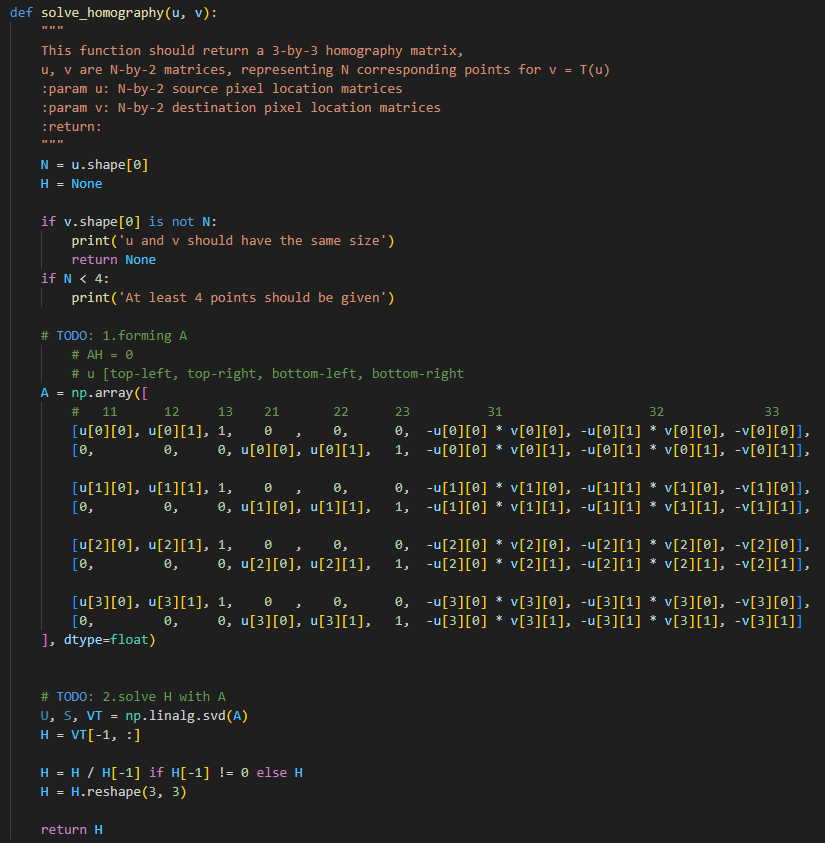 def solve_homography(u, v):
    """
    This function should return a 3-by-3 homography matrix,
    u, v are N-by-2 matrices, representing N corresponding points for v = T(u)
    :param u: N-by-2 source pixel location matrices
    :param v: N-by-2 destination pixel location matrices
    :return:
    """
    N = u.shape[0]
    H = None

    if v.shape[0] is not N:
        print('u and v should have the same size')
        return None
    if N < 4:
        print('At least 4 points should be given')

    # TODO: 1.forming A
        # AH = 0
        # u [top-left, top-right, bottom-left, bottom-right
    A = np.array([
        #   11      12     13    21       22      23          31                   32             33
        [u[0][0], u[0][1], 1,    0   ,    0,      0,  -u[0][0] * v[0][0], -u[0][1] * v[0][0], -v[0][0]],
        [0,         0,     0, u[0][0], u[0][1],   1,  -u[0][0] * v[0][1], -u[0][1] * v[0][1], -v[0][1]],

        [u[1][0], u[1][1], 1,    0   ,    0,      0,  -u[1][0] * v[1][0], -u[1][1] * v[1][0], -v[1][0]],
        [0,         0,     0, u[1][0], u[1][1],   1,  -u[1][0] * v[1][1], -u[1][1] * v[1][1], -v[1][1]],

        [u[2][0], u[2][1], 1,    0   ,    0,      0,  -u[2][0] * v[2][0], -u[2][1] * v[2][0], -v[2][0]],
        [0,         0,     0, u[2][0], u[2][1],   1,  -u[2][0] * v[2][1], -u[2][1] * v[2][1], -v[2][1]],

        [u[3][0], u[3][1], 1,    0   ,    0,      0,  -u[3][0] * v[3][0], -u[3][1] * v[3][0], -v[3][0]],
        [0,         0,     0, u[3][0], u[3][1],   1,  -u[3][0] * v[3][1], -u[3][1] * v[3][1], -v[3][1]]
    ], dtype=float)


    # TODO: 2.solve H with A
    U, S, VT = np.linalg.svd(A)
    H = VT[-1, :]

    H = H / H[-1] if H[-1] != 0 else H
    H = H.reshape(3, 3)

    return H